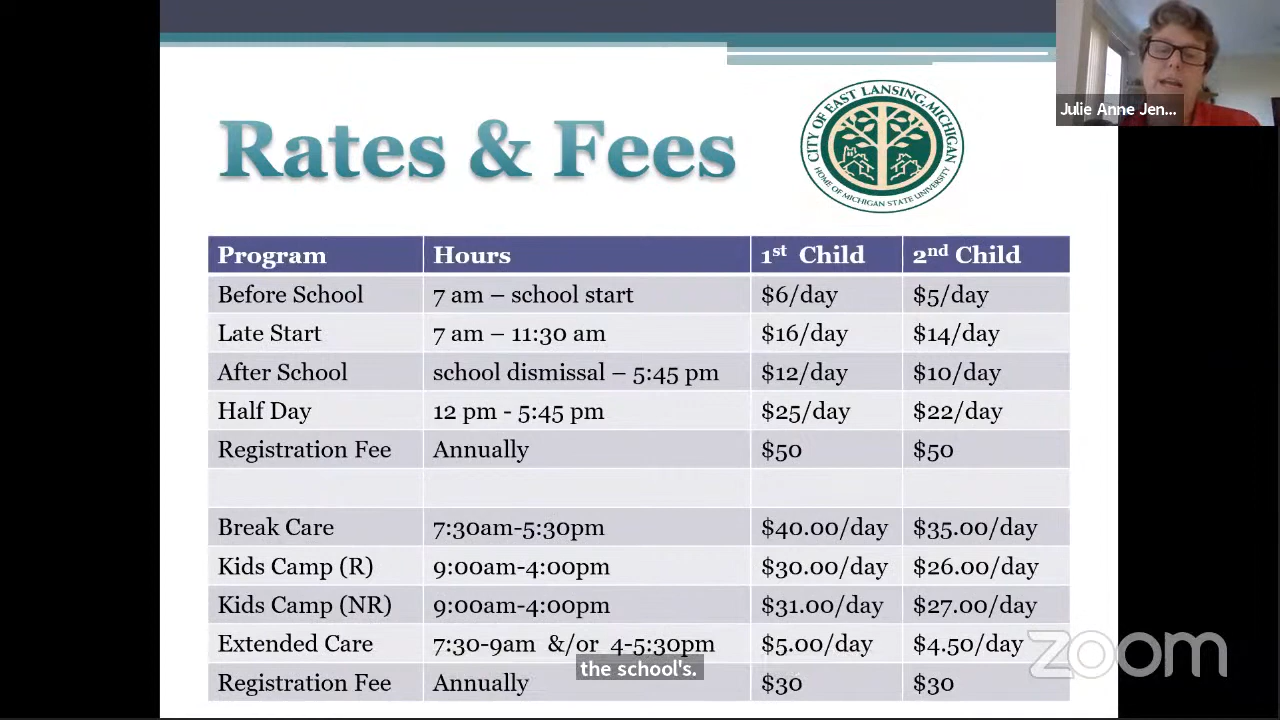 Julie Anne Jen...
CITY OF EAST LANSING, MICHIGAN
HOME OF MICHIGAN STATE UNIVERSITY
Rates & Fees
Program Hours 1st Child 2nd Child
Before School 7 am – school start $6/day $5/day
Late Start 7 am – 11:30 am $16/day $14/day
After School school dismissal – 5:45 pm $12/day $10/day
Half Day 12 pm - 5:45 pm $25/day $22/day
Registration Fee Annually $50 $50
Break Care 7:30am-5:30pm $40.00/day $35.00/day
Kids Camp (R) 9:00am-4:00pm $30.00/day $26.00/day
Kids Camp (NR) 9:00am-4:00pm $31.00/day $27.00/day
Extended Care 7:30-9am &/or 4-5:30pm $5.00/day $4.50/day
zoom
the school's.
Registration Fee Annually $30 $30